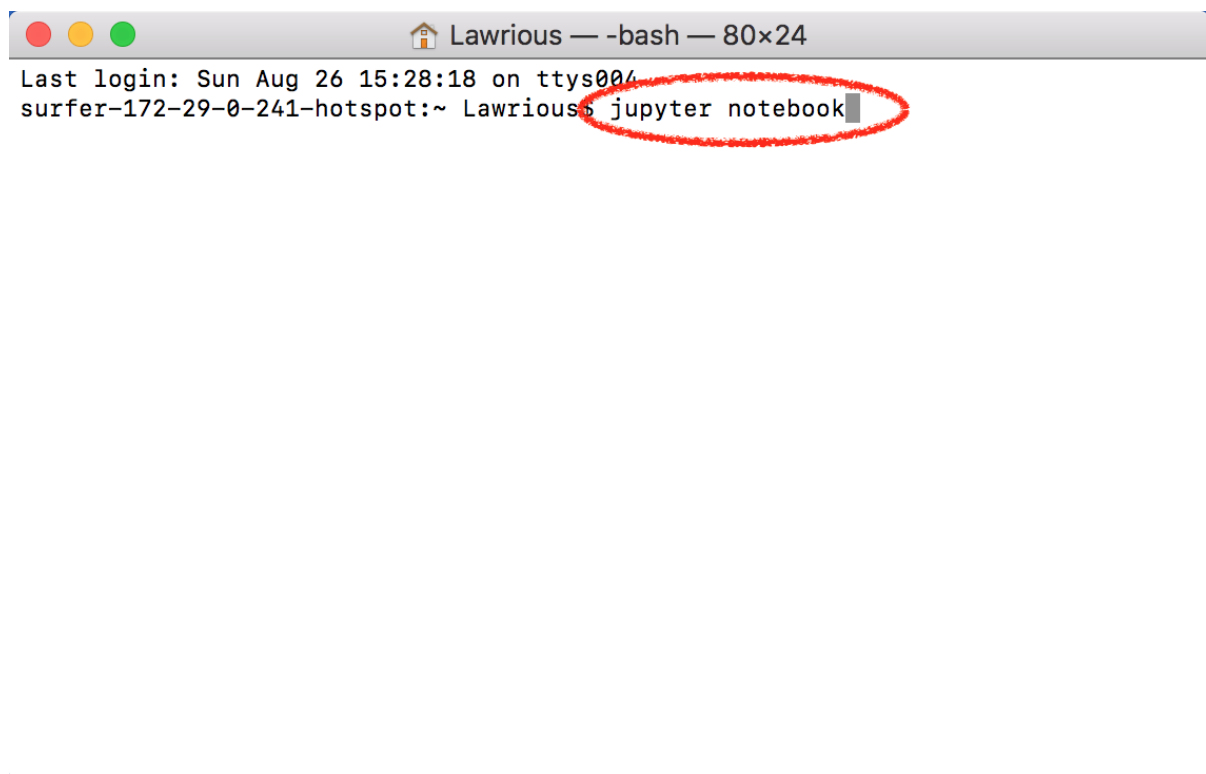 Lawrious — -bash — 80×24
Last login: Sun Aug 26 15:28:18 on ttys004
surfer-172-29-0-241-hotspot:~ Lawrious$ jupyter notebook